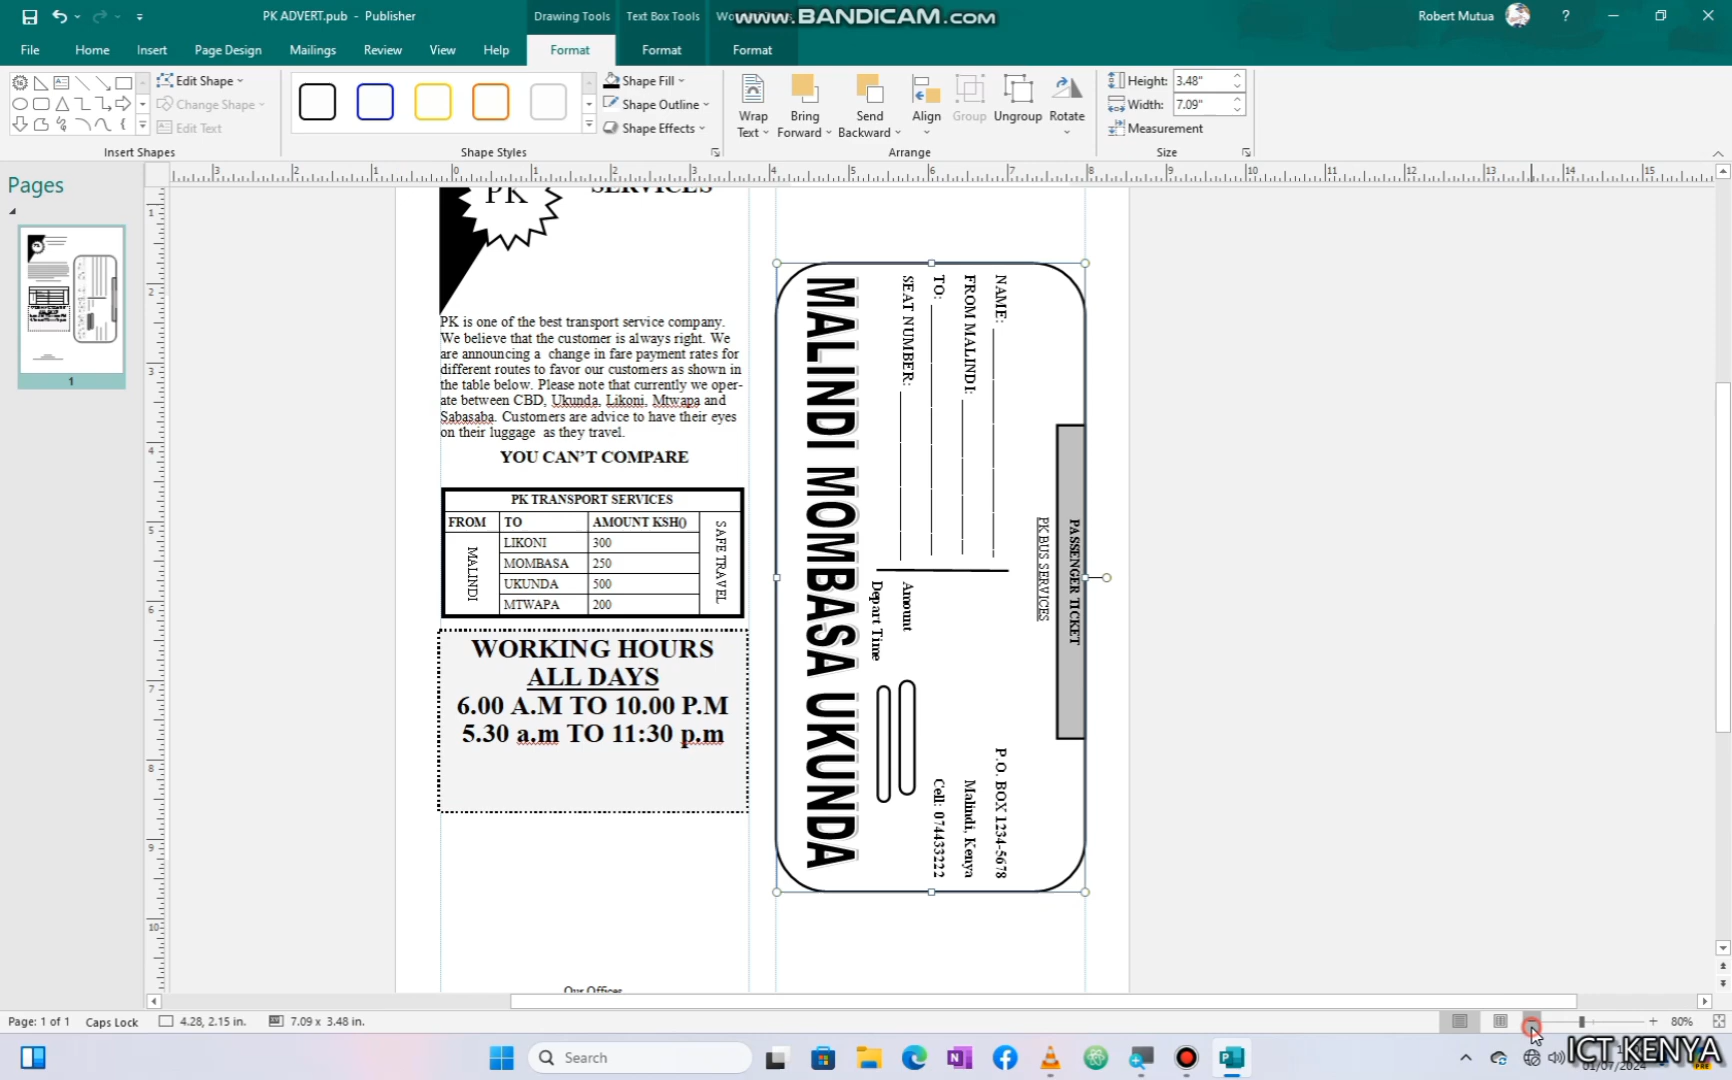 PK ADVERT.pub - Publisher
Drawing Tools
Text Box Tools
www.BANDICAM.com
Robert Mutua
File
Home
Insert
Page Design
Mailings
Review
View
Help
Format
Format
Format
Edit Shape
Change Shape
Edit Text
Insert Shapes
Shape Fill
Shape Outline
Shape Effects
Shape Styles
Wrap Text
Bring Forward
Send Backward
Align
Group
Ungroup
Rotate
Arrange
Height: 3.48"
Width: 7.09"
Measurement
Size
Pages
1
PK
SERVICES
PK is one of the best transport service company.
We believe that the customer is always right. We
are announcing a change in fare payment rates for
different routes to favor our customers as shown in
the table below. Please note that currently we oper-
ate between CBD, Ukunda, Likoni, Mtwapa and
Sabasaba. Customers are advice to have their eyes
on their luggage as they travel.
YOU CAN'T COMPARE
PK TRANSPORT SERVICES
FROM TO AMOUNT KSH()
MALINDI
LIKONI 300
MOMBASA 250
UKUNDA 500
MTWAPA 200
SAFE TRAVEL
WORKING HOURS
ALL DAYS
6.00 A.M TO 10.00 P.M
5.30 a.m TO 11:30 p.m
Our Offices
PASSENGER TICKET
PK BUS SERVICES
NAME:
FROM MALINDI:
TO:
SEAT NUMBER:
P.O. BOX 1234-5678
Malindi, Kenya
Cell: 074433222
Amount
Depart Time
MALINDI MOMBASA UKUNDA
Page: 1 of 1
Caps Lock
4.28, 2.15 in.
7.09 x 3.48 in.
80%
Search
ICT KENYA
01/07/2024